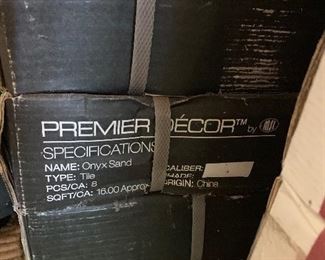 PREMIER DÉCOR™ by MSI
SPECIFICATIONS
NAME: Onyx Sand CALIBER:
TYPE: Tile SHADE:
PCS/CA: 8 ORIGIN: China
SQFT/CA: 16.00 Approx